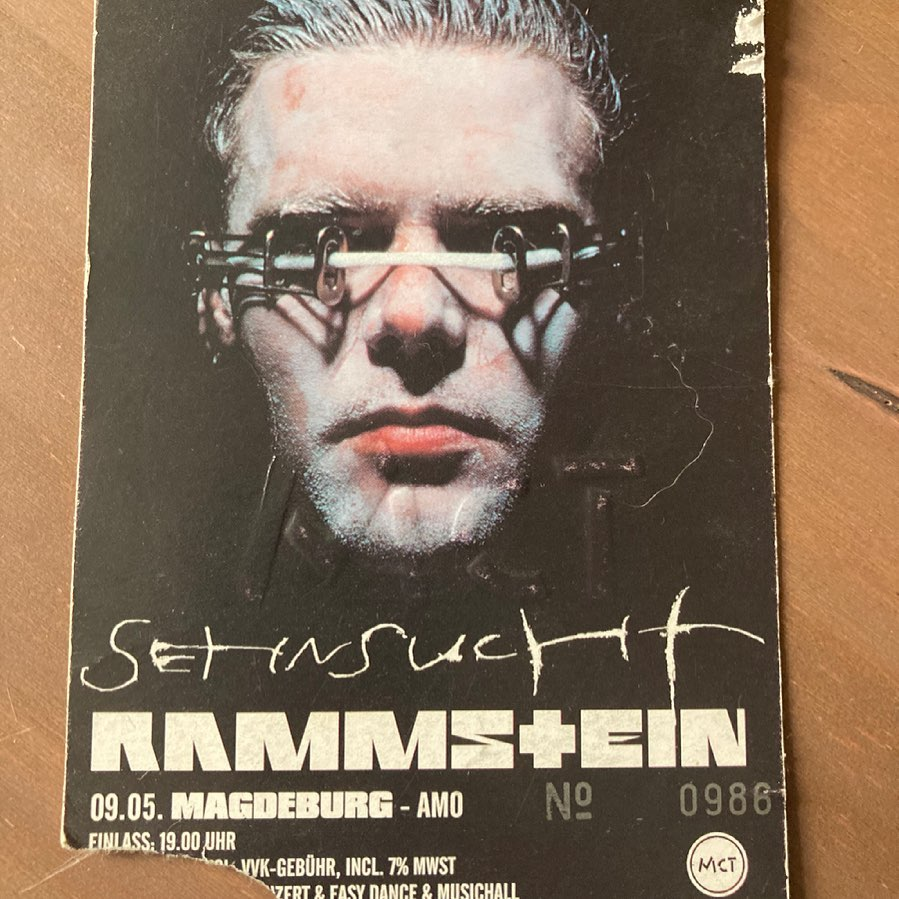 SEHNSUCHT
RAMMSTEIN
09.05. MAGDEBURG - AMO Nº 0986
EINLASS: 19.00 UHR
VVK-GEBÜHR, INCL. 7% MWST
MCT
& EASY DANCE & MUSICHALL